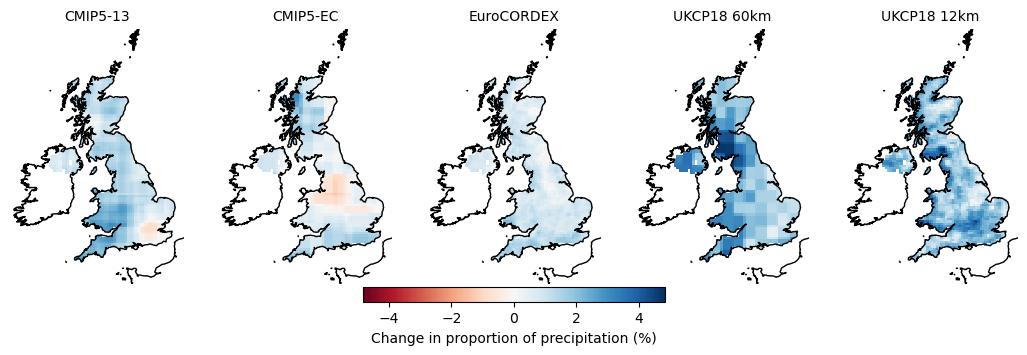 CMIP5-13 CMIP5-EC EuroCORDEX UKCP18 60km UKCP18 12km
−4 −2 0 2 4
Change in proportion of precipitation (%)